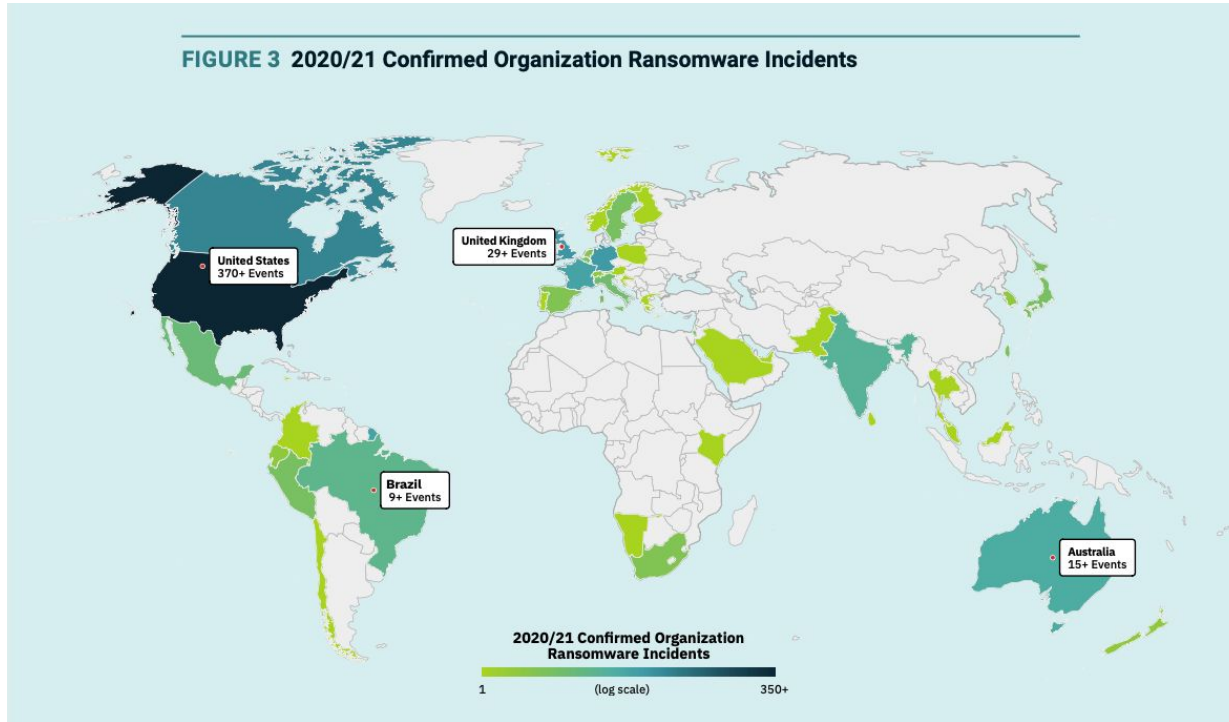 FIGURE 3 2020/21 Confirmed Organization Ransomware Incidents
United States
370+ Events
United Kingdom
29+ Events
Brazil
9+ Events
Australia
15+ Events
2020/21 Confirmed Organization
Ransomware Incidents
1 (log scale) 350+